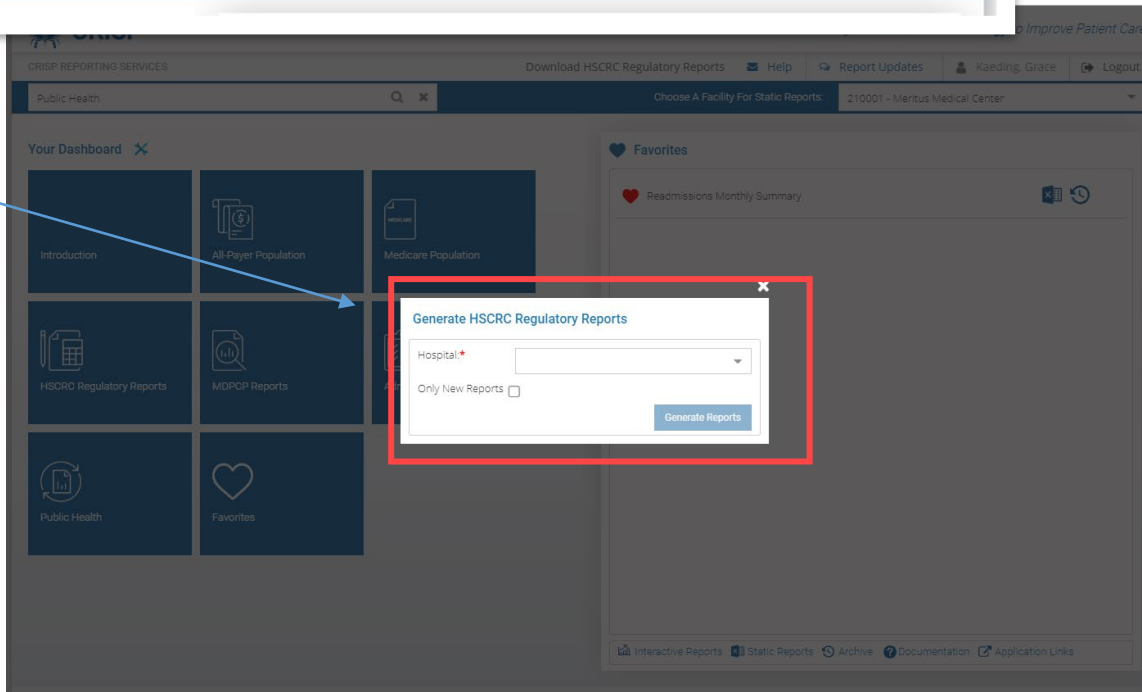 CRISP
to Improve Patient Care
CRISP REPORTING SERVICES
Download HSCRC Regulatory Reports Help Report Updates Kaeding, Grace Logout
Public Health
Choose A Facility For Static Reports: 210001 - Meritus Medical Center
Your Dashboard
Favorites
Readmissions Monthly Summary
Introduction
All-Payer Population
MEDICARE
Medicare Population
Generate HSCRC Regulatory Reports
Hospital:*
Only New Reports
Generate Reports
HSCRC Regulatory Reports
MDPCP Reports
Public Health
Favorites
Interactive Reports Static Reports Archive Documentation Application Links